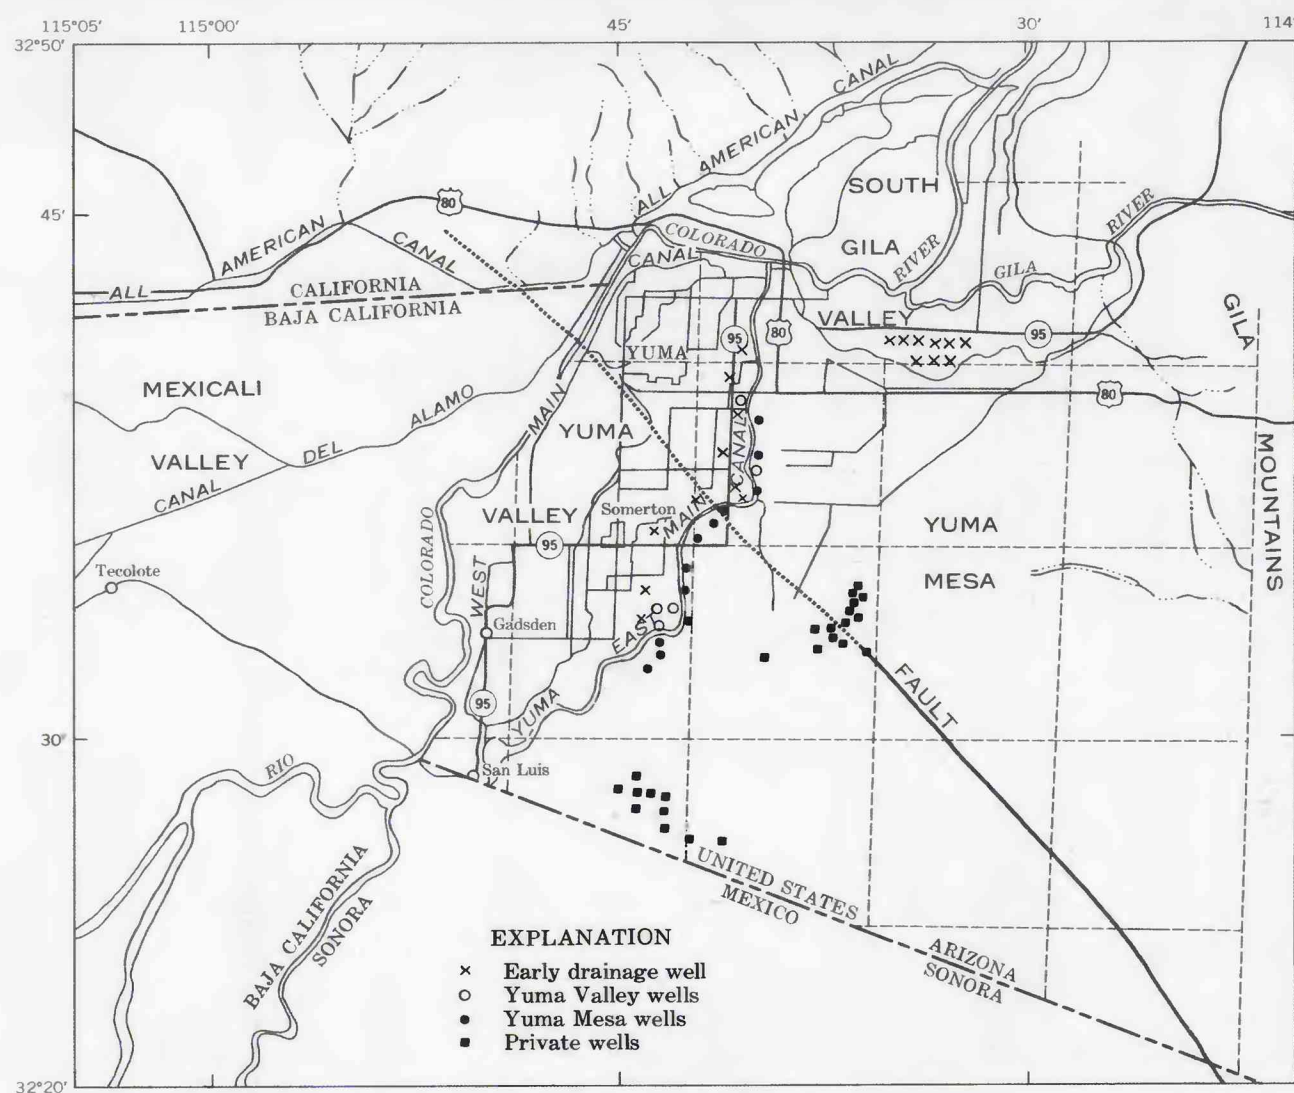 115°05′ 115°00′ 45′ 30′ 114°
32°50′
ALL AMERICAN CANAL
SOUTH
GILA
VALLEY
80
45′
ALL AMERICAN CANAL
COLORADO RIVER
GILA RIVER
CANAL
CALIFORNIA
BAJA CALIFORNIA
YUMA
95
80
95
80
GILA
MOUNTAINS
MEXICALI
VALLEY
CANAL DEL ALAMO
YUMA
VALLEY
COLORADO
WEST MAIN CANAL
Somerton
95
EAST MAIN CANAL
YUMA
MESA
Tecolote
Gadsden
95
YUMA
FAULT
30′
RIO
San Luis
UNITED STATES
MEXICO
ARIZONA
SONORA
BAJA CALIFORNIA
SONORA
EXPLANATION
× Early drainage well
○ Yuma Valley wells
● Yuma Mesa wells
■ Private wells
32°20′
45′ 30′